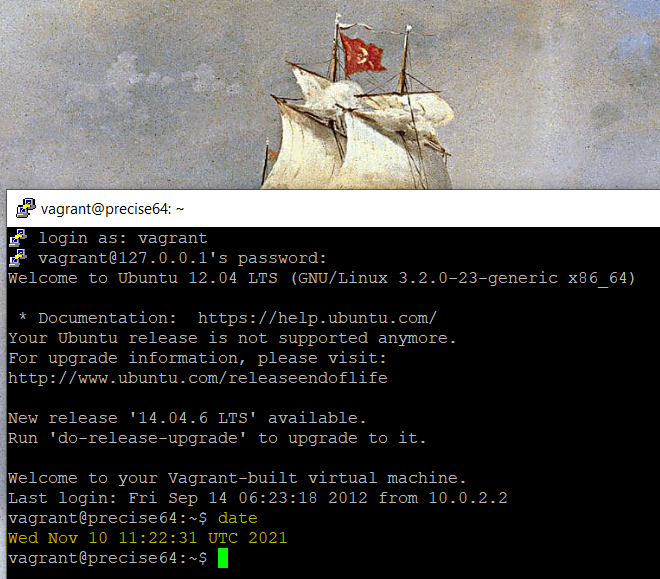 vagrant@precise64: ~
login as: vagrant
vagrant@127.0.0.1's password:
Welcome to Ubuntu 12.04 LTS (GNU/Linux 3.2.0-23-generic x86_64)
* Documentation:  https://help.ubuntu.com/
Your Ubuntu release is not supported anymore.
For upgrade information, please visit:
http://www.ubuntu.com/releaseendoflife
New release '14.04.6 LTS' available.
Run 'do-release-upgrade' to upgrade to it.
Welcome to your Vagrant-built virtual machine.
Last login: Fri Sep 14 06:23:18 2012 from 10.0.2.2
vagrant@precise64:~$ date
Wed Nov 10 11:22:31 UTC 2021
vagrant@precise64:~$